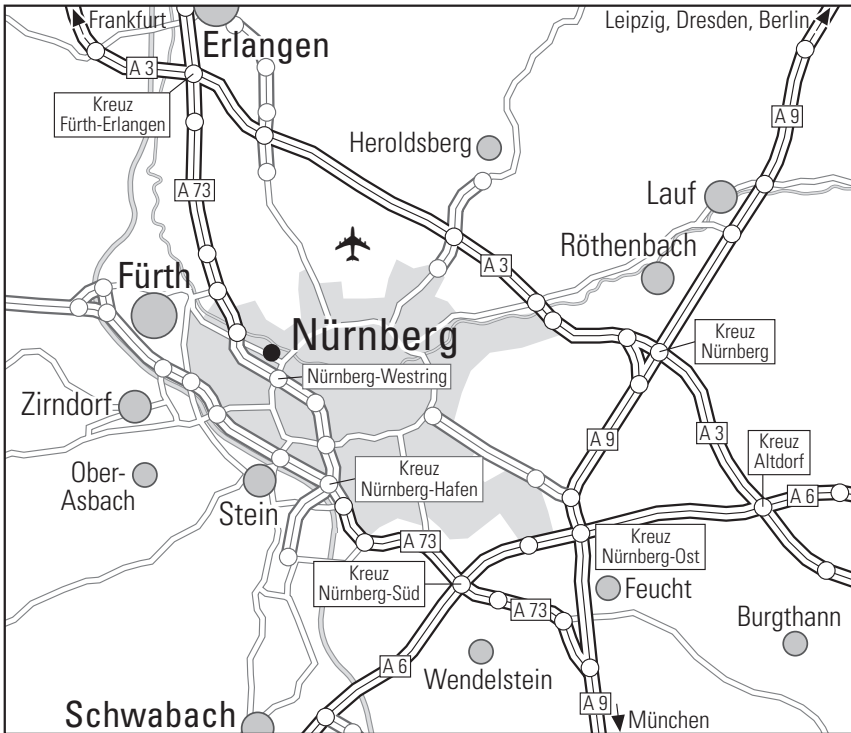 Frankfurt
Leipzig, Dresden, Berlin
Erlangen
A 3
Kreuz
Fürth-Erlangen
A 9
Heroldsberg
A 73
Lauf
Röthenbach
A 3
Fürth
Nürnberg
Kreuz
Nürnberg
Nürnberg-Westring
Zirndorf
A 9
A 3
Kreuz
Altdorf
Ober-
Asbach
Kreuz
Nürnberg-Hafen
A 6
Stein
A 73
Kreuz
Nürnberg-Ost
Kreuz
Nürnberg-Süd
Feucht
A 73
Burgthann
A 6
Wendelstein
A 9
Schwabach
München